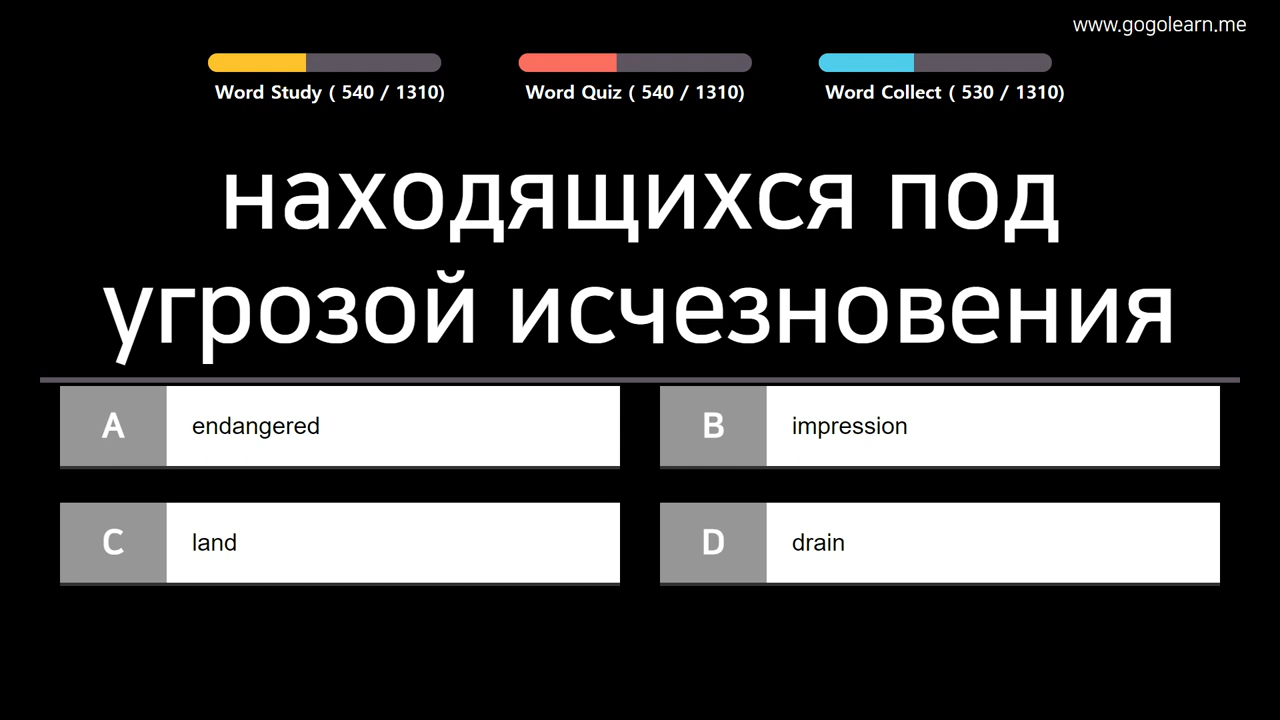 www.gogolearn.me
Word Study ( 540 / 1310)
Word Quiz ( 540 / 1310)
Word Collect ( 530 / 1310)
находящихся под
угрозой исчезновения
A endangered
B impression
C land
D drain